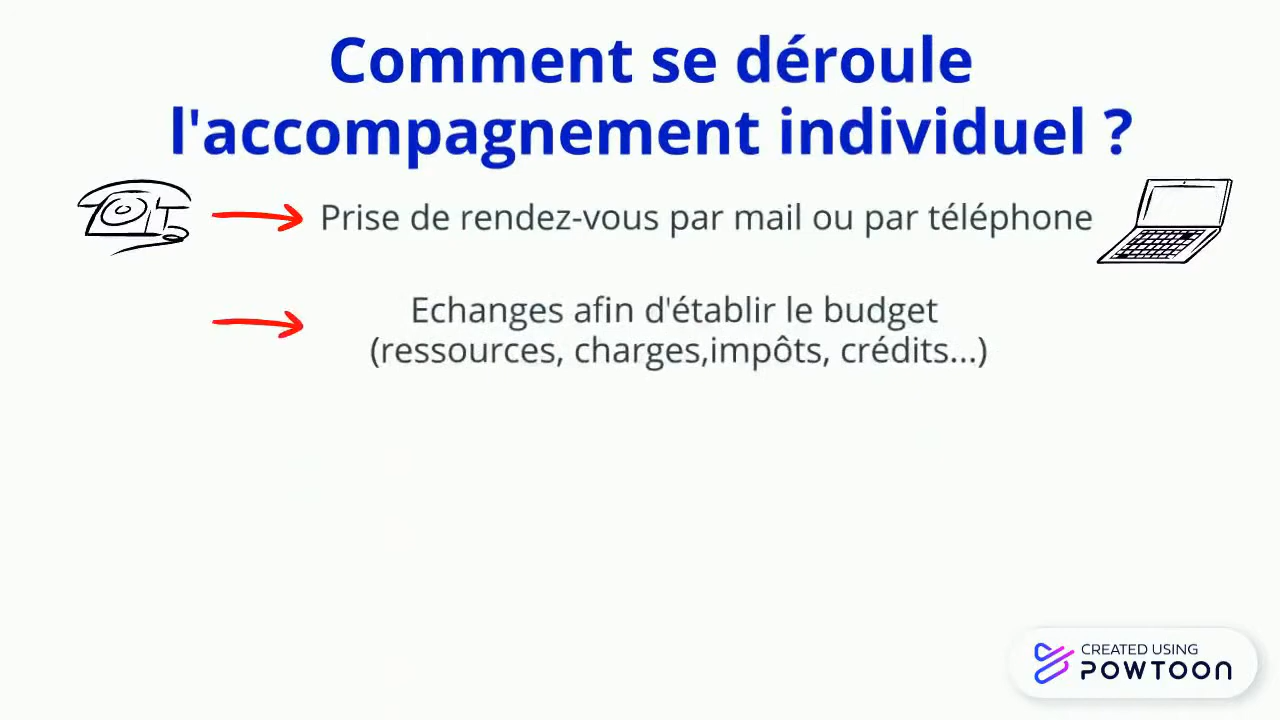 Comment se déroule
l'accompagnement individuel ?
Prise de rendez-vous par mail ou par téléphone
Echanges afin d'établir le budget
(ressources, charges,impôts, crédits...)
CREATED USING
POWTOON